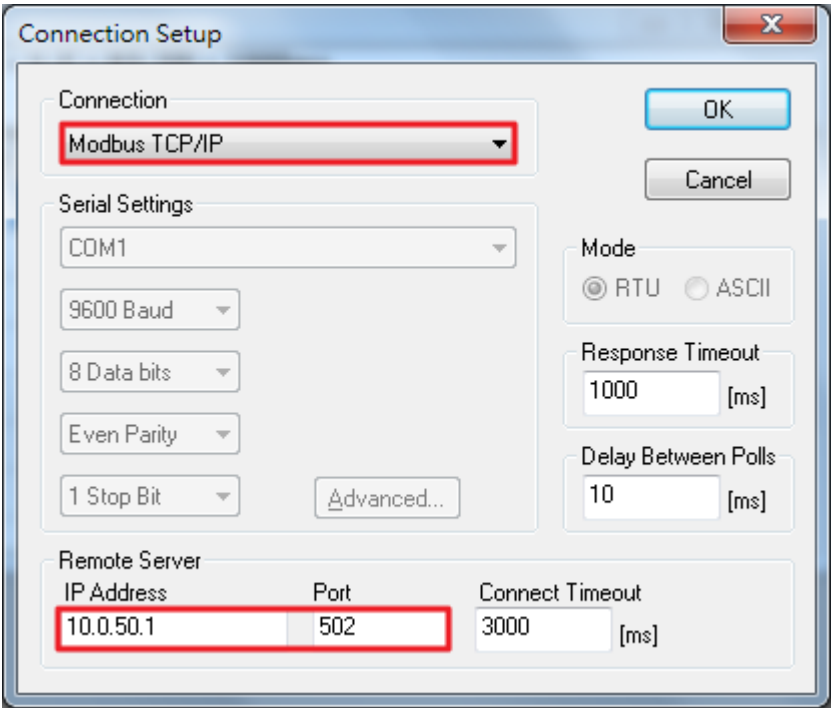 Connection Setup
Connection
Modbus TCP/IP
OK
Cancel
Serial Settings
COM1
9600 Baud
8 Data bits
Even Parity
1 Stop Bit
Advanced...
Mode
RTU ASCII
Response Timeout
1000 [ms]
Delay Between Polls
10 [ms]
Remote Server
IP Address Port Connect Timeout
10.0.50.1 502 3000 [ms]